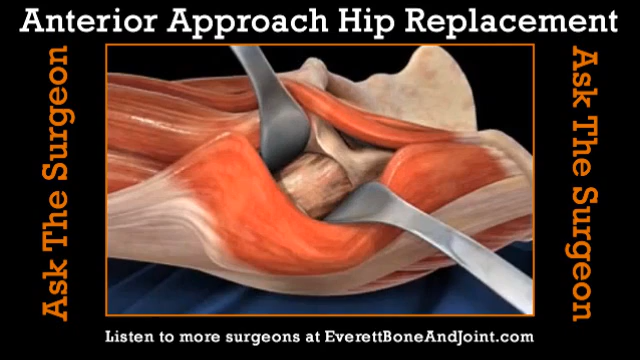 Anterior Approach Hip Replacement
Ask The Surgeon
Ask The Surgeon
Listen to more surgeons at EverettBoneAndJoint.com